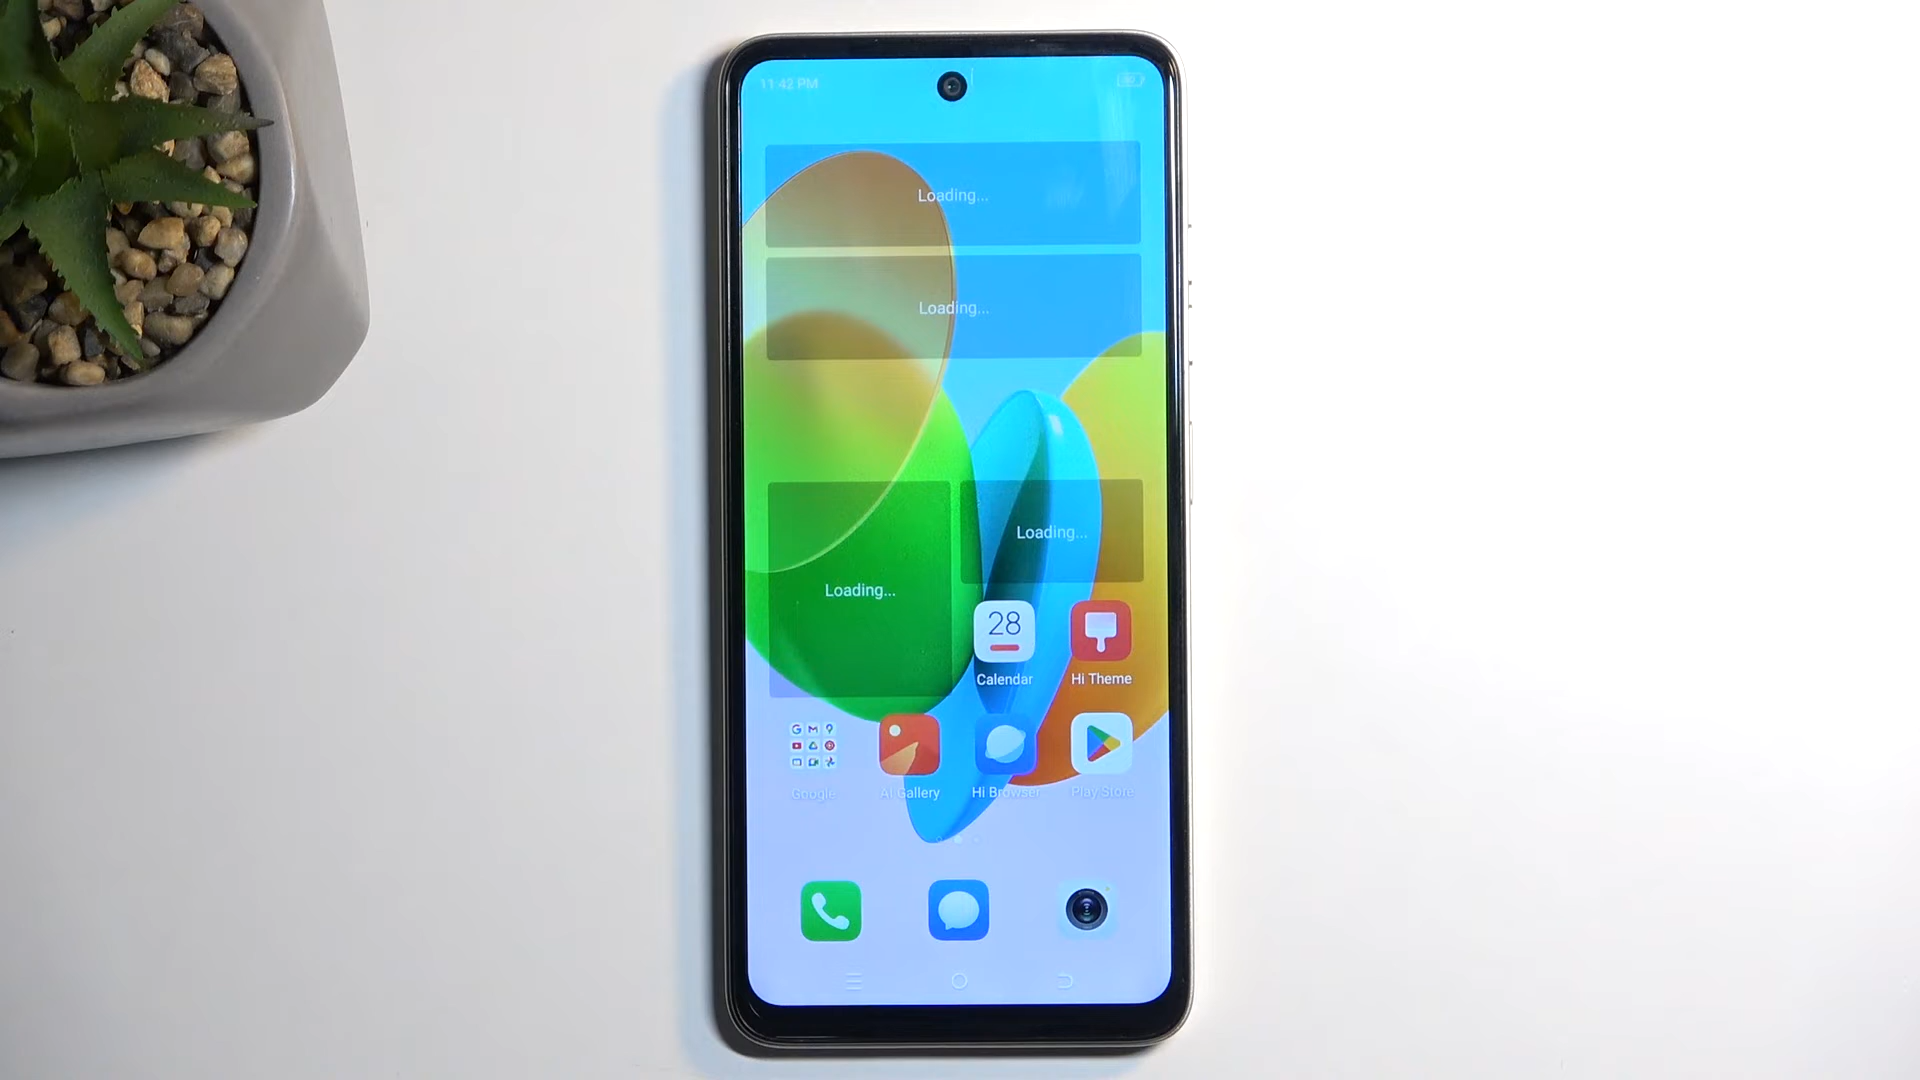 11:42 PM
Loading...
Loading...
Loading...
Loading...
28
Calendar
Hi Theme
Google
AI Gallery
Hi Browser
Play Store